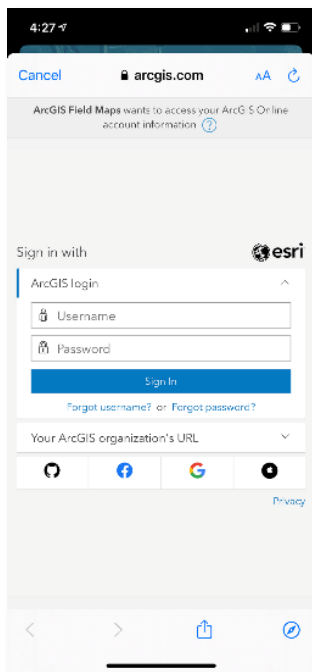 4:27
Cancel arcgis.com AA
ArcGIS Field Maps wants to access your ArcGIS Online
account information ?
Sign in with esri
ArcGIS login
Username
Password
Sign In
Forgot username? or Forgot password?
Your ArcGIS organization's URL
G
Privacy